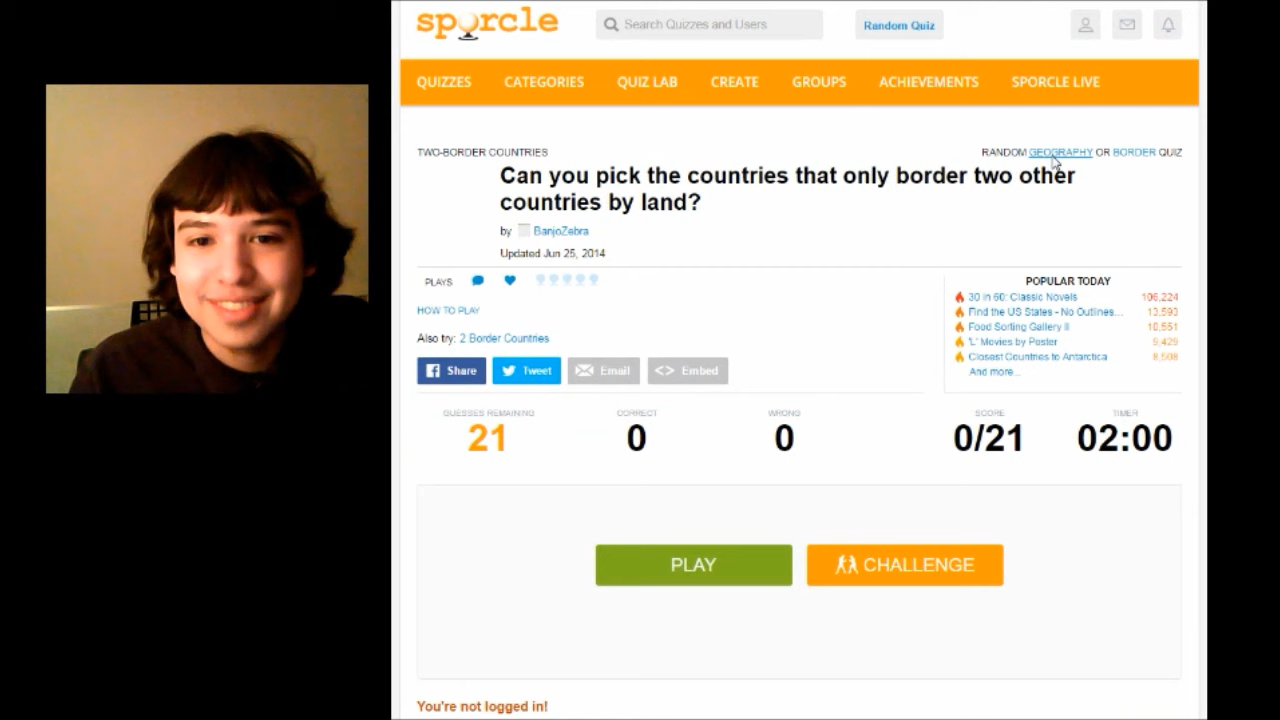 sporcle
Search Quizzes and Users
Random Quiz
QUIZZES CATEGORIES QUIZ LAB CREATE GROUPS ACHIEVEMENTS SPORCLE LIVE
TWO-BORDER COUNTRIES
RANDOM GEOGRAPHY OR BORDER QUIZ
Can you pick the countries that only border two other
countries by land?
by BanjoZebra
Updated Jun 25, 2014
PLAYS
HOW TO PLAY
Also try: 2 Border Countries
Share Tweet Email Embed
POPULAR TODAY
30 in 60: Classic Novels 106,224
Find the US States - No Outlines... 13,593
Food Sorting Gallery II 10,551
'L' Movies by Poster 9,429
Closest Countries to Antarctica 8,508
And more...
GUESSES REMAINING CORRECT WRONG SCORE TIMER
21 0 0 0/21 02:00
PLAY CHALLENGE
You're not logged in!